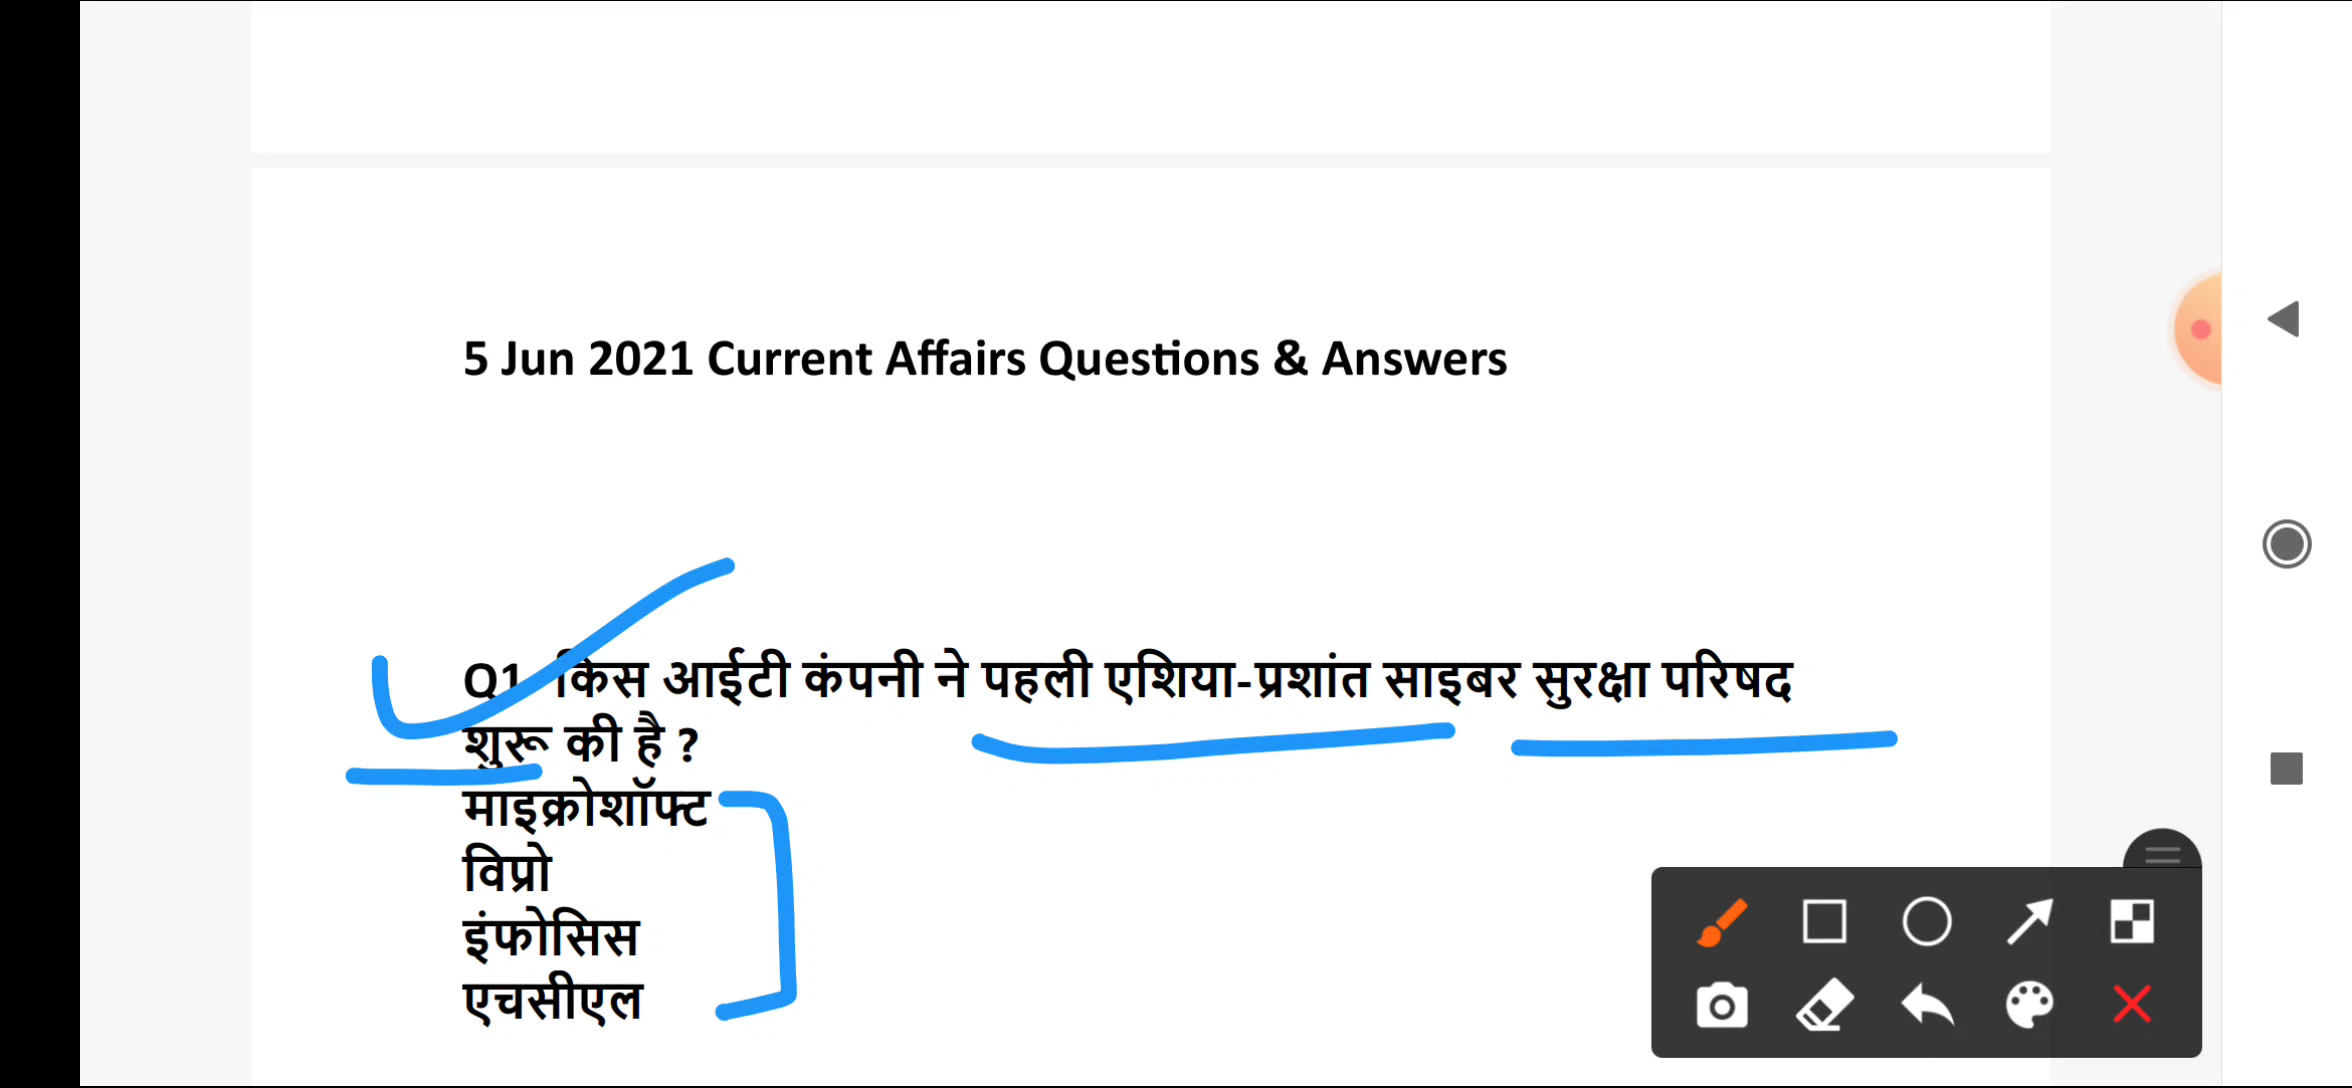 5 Jun 2021 Current Affairs Questions & Answers
Q1 किस आईटी कंपनी ने पहली एशिया-प्रशांत साइबर सुरक्षा परिषद
शुरू की है ?
माइक्रोशॉफ्ट
विप्रो
इंफोसिस
एचसीएल